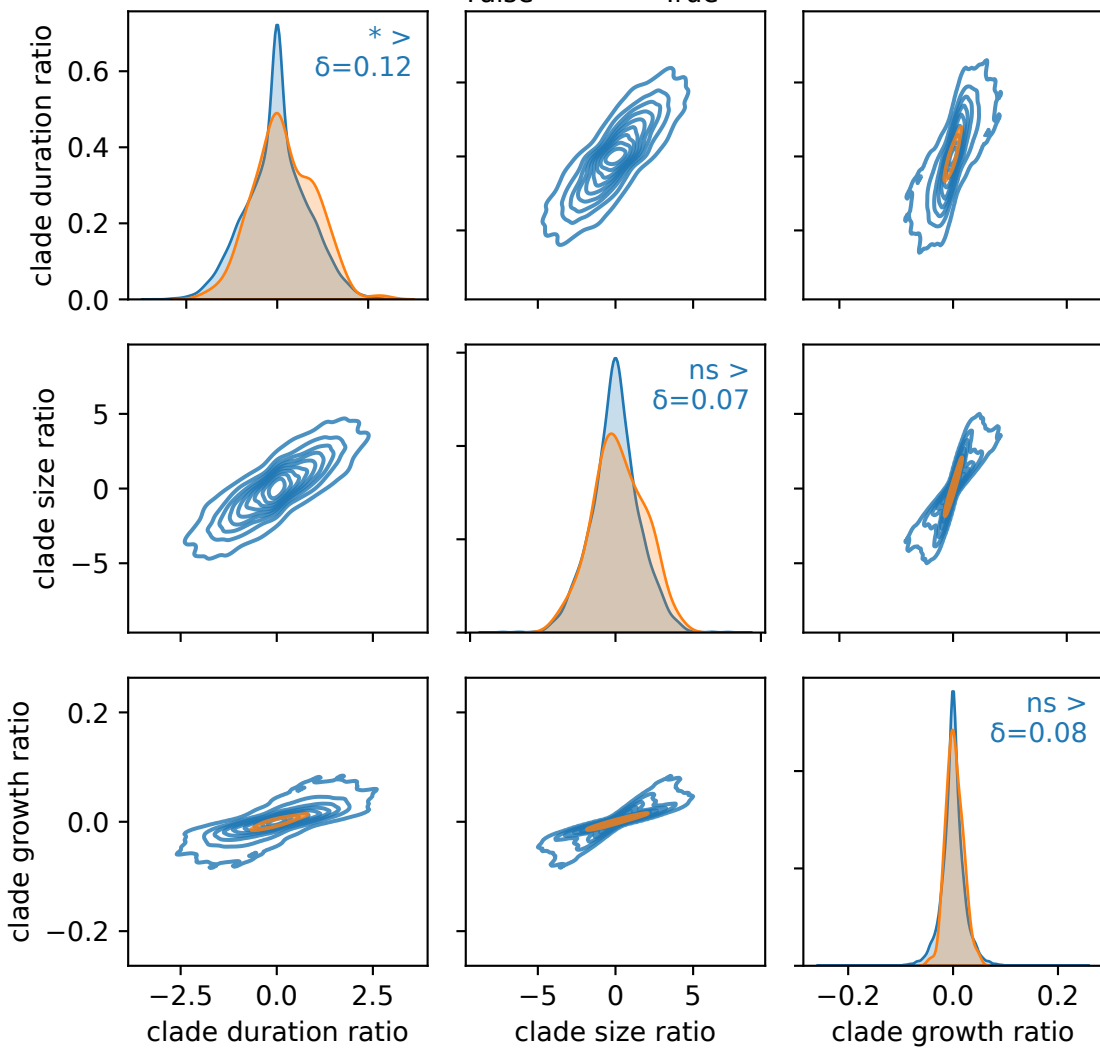 * >
δ=0.12
clade duration ratio
0.6
0.4
0.2
0.0
ns >
δ=0.07
clade size ratio
5
0
−5
ns >
δ=0.08
clade growth ratio
0.2
0.0
−0.2
−2.5 0.0 2.5
−5 0 5
−0.2 0.0 0.2
clade duration ratio
clade size ratio
clade growth ratio